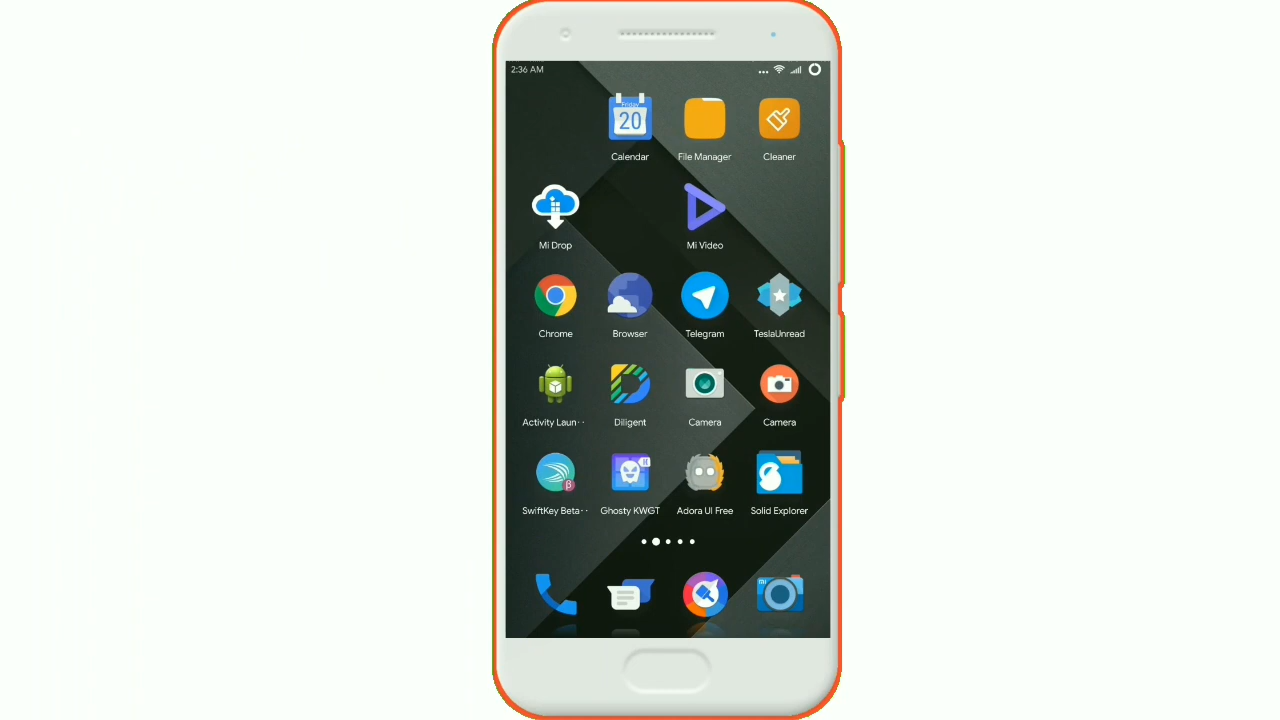 2:36 AM
Friday
20
Calendar
File Manager
Cleaner
Mi Drop
Mi Video
Chrome
Browser
Telegram
TeslaUnread
Activity Laun··
Diligent
Camera
Camera
β
K
SwiftKey Beta··
Ghosty KWGT
Adora UI Free
Solid Explorer
mi